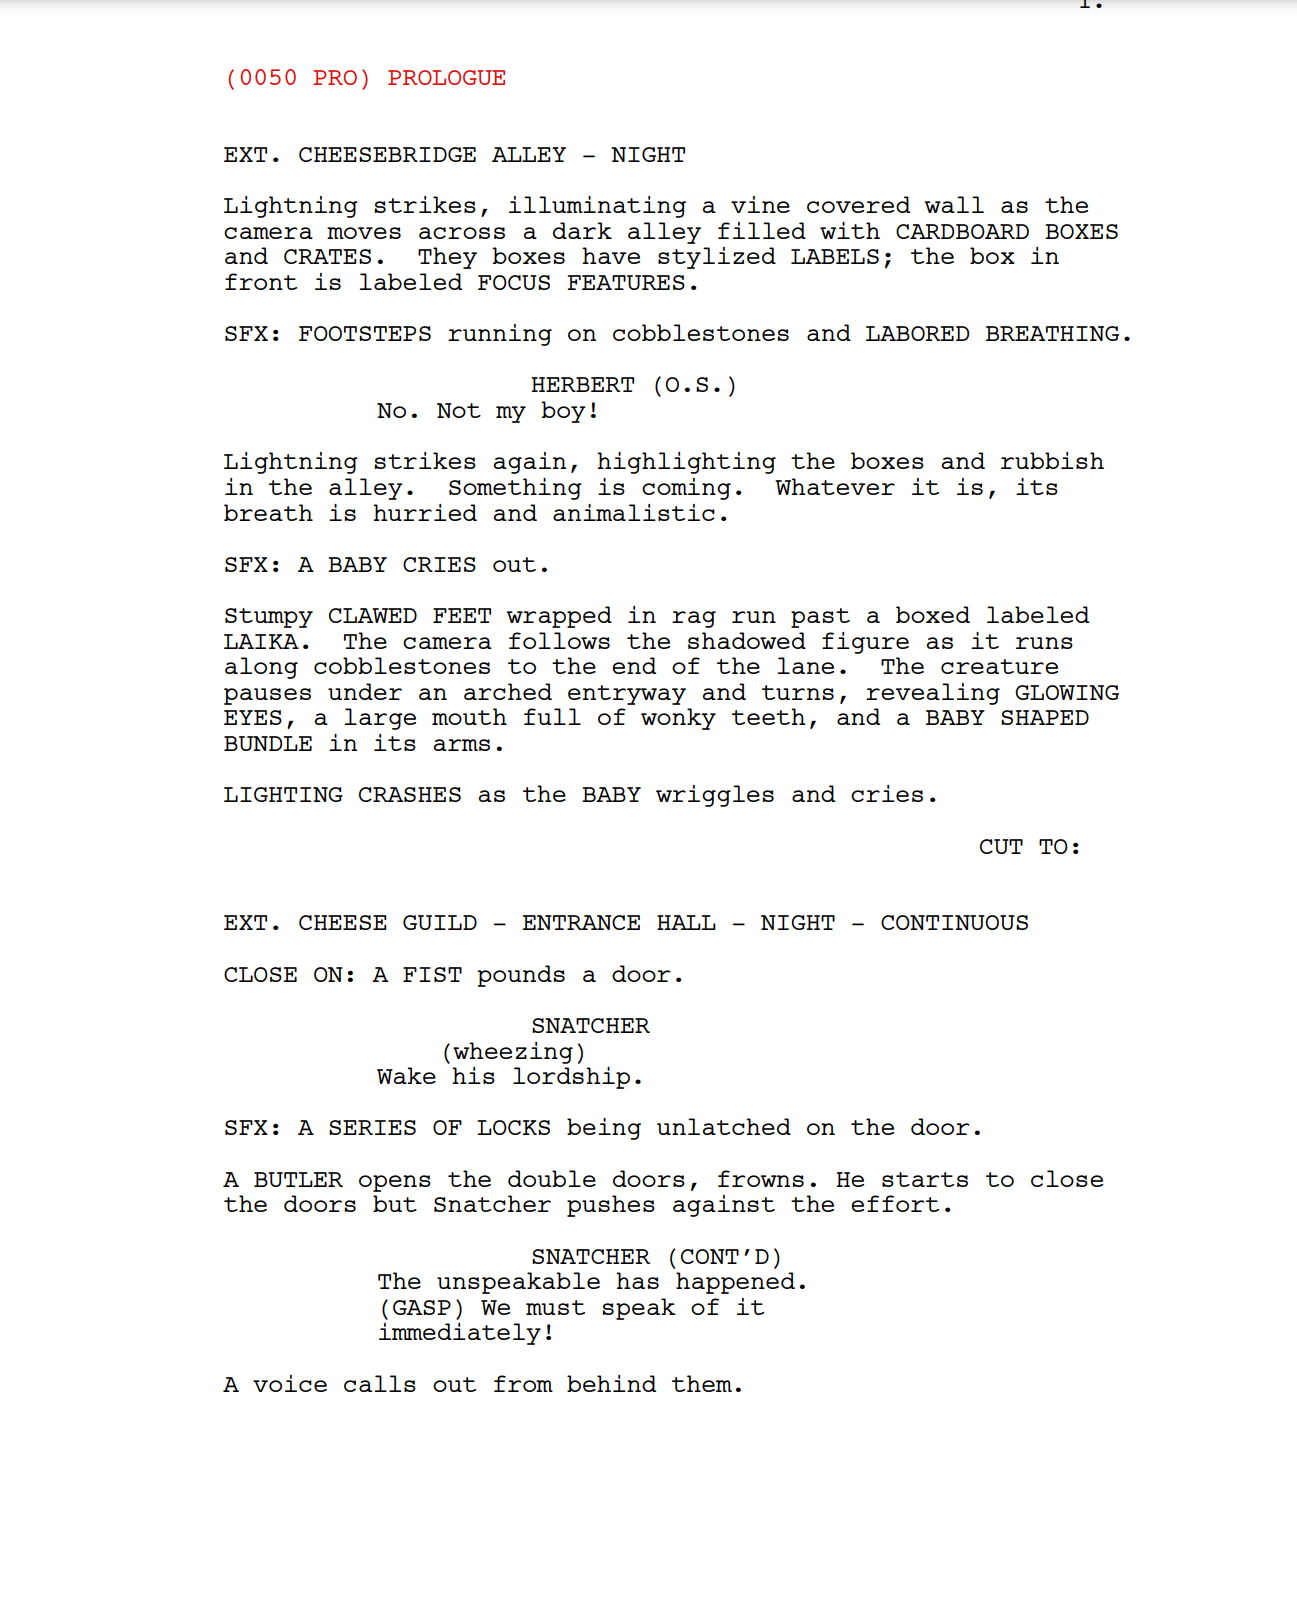 1.
(0050 PRO) PROLOGUE
EXT. CHEESEBRIDGE ALLEY - NIGHT
Lightning strikes, illuminating a vine covered wall as the
camera moves across a dark alley filled with CARDBOARD BOXES
and CRATES.  They boxes have stylized LABELS; the box in
front is labeled FOCUS FEATURES.
SFX: FOOTSTEPS running on cobblestones and LABORED BREATHING.
HERBERT (O.S.)
No. Not my boy!
Lightning strikes again, highlighting the boxes and rubbish
in the alley.  Something is coming.  Whatever it is, its
breath is hurried and animalistic.
SFX: A BABY CRIES out.
Stumpy CLAWED FEET wrapped in rag run past a boxed labeled
LAIKA.  The camera follows the shadowed figure as it runs
along cobblestones to the end of the lane.  The creature
pauses under an arched entryway and turns, revealing GLOWING
EYES, a large mouth full of wonky teeth, and a BABY SHAPED
BUNDLE in its arms.
LIGHTING CRASHES as the BABY wriggles and cries.
CUT TO:
EXT. CHEESE GUILD - ENTRANCE HALL - NIGHT - CONTINUOUS
CLOSE ON: A FIST pounds a door.
SNATCHER
(wheezing)
Wake his lordship.
SFX: A SERIES OF LOCKS being unlatched on the door.
A BUTLER opens the double doors, frowns. He starts to close
the doors but Snatcher pushes against the effort.
SNATCHER (CONT'D)
The unspeakable has happened.
(GASP) We must speak of it
immediately!
A voice calls out from behind them.